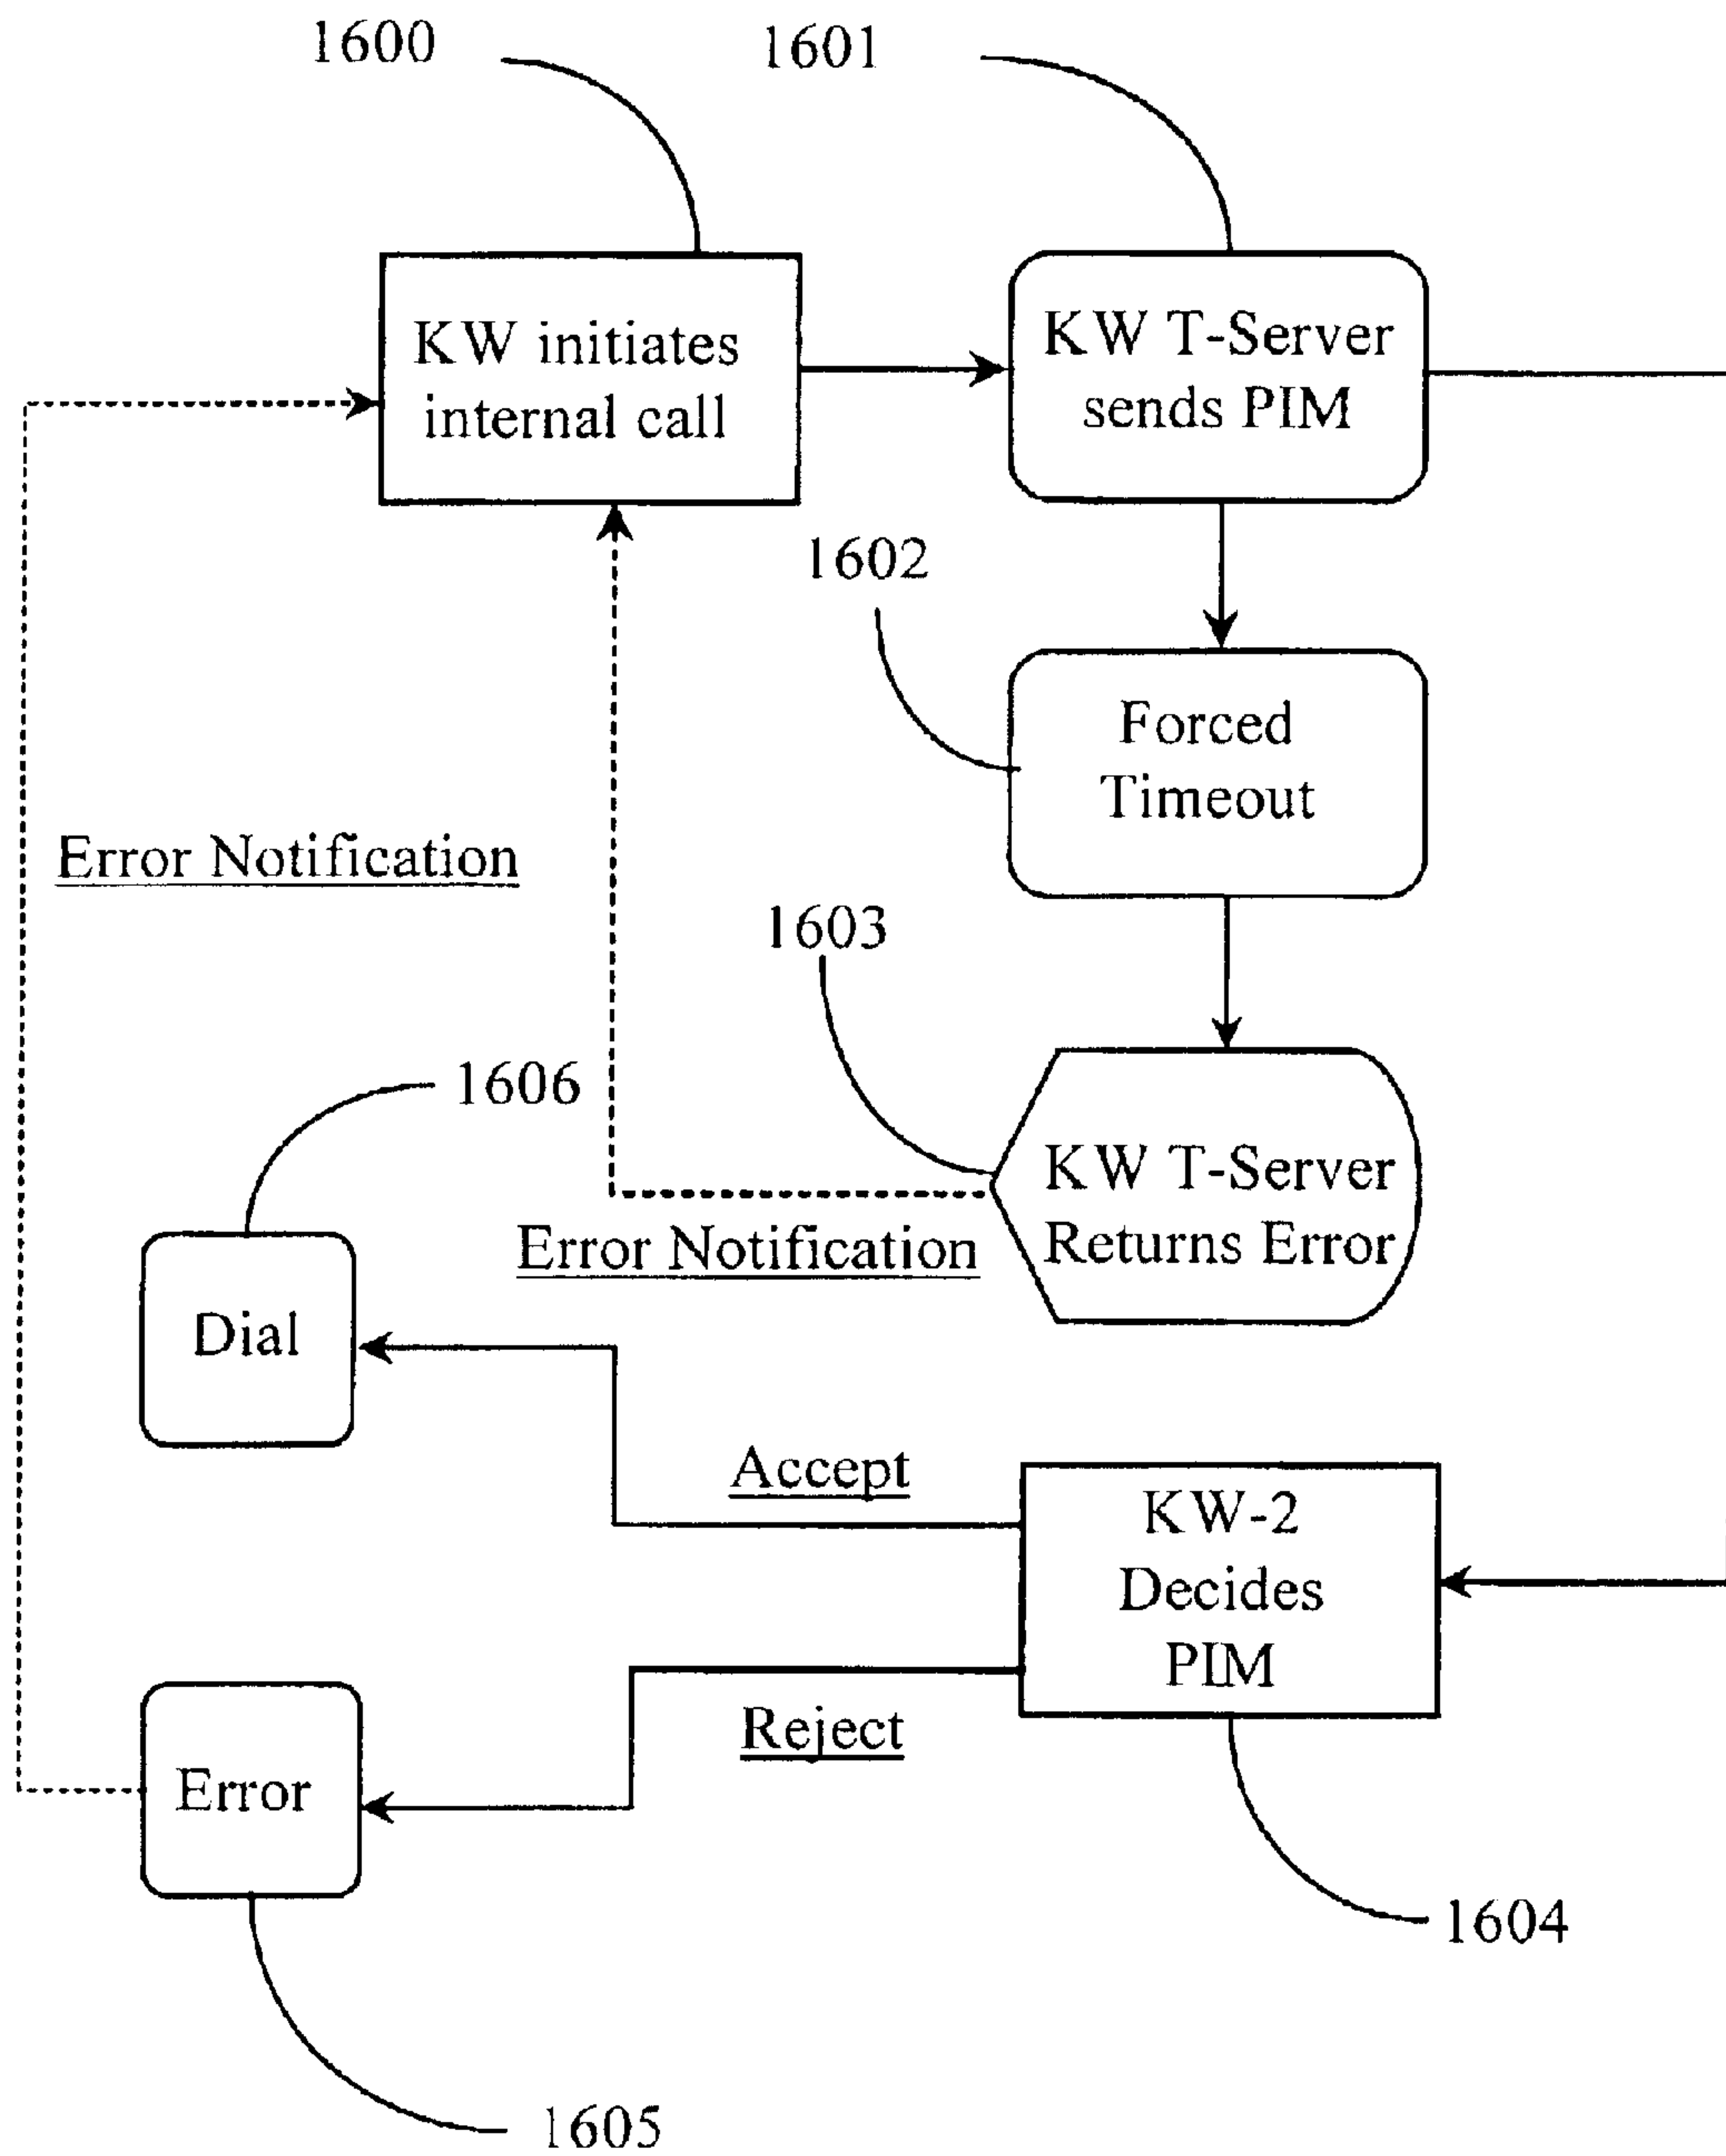 1600
1601
KW initiates
internal call
KW T-Server
sends PIM
1602
Forced
Timeout
Error Notification
1603
1606
KW T-Server
Returns Error
Error Notification
Dial
Accept
KW-2
Decides
PIM
Reject
Error
1604
1605